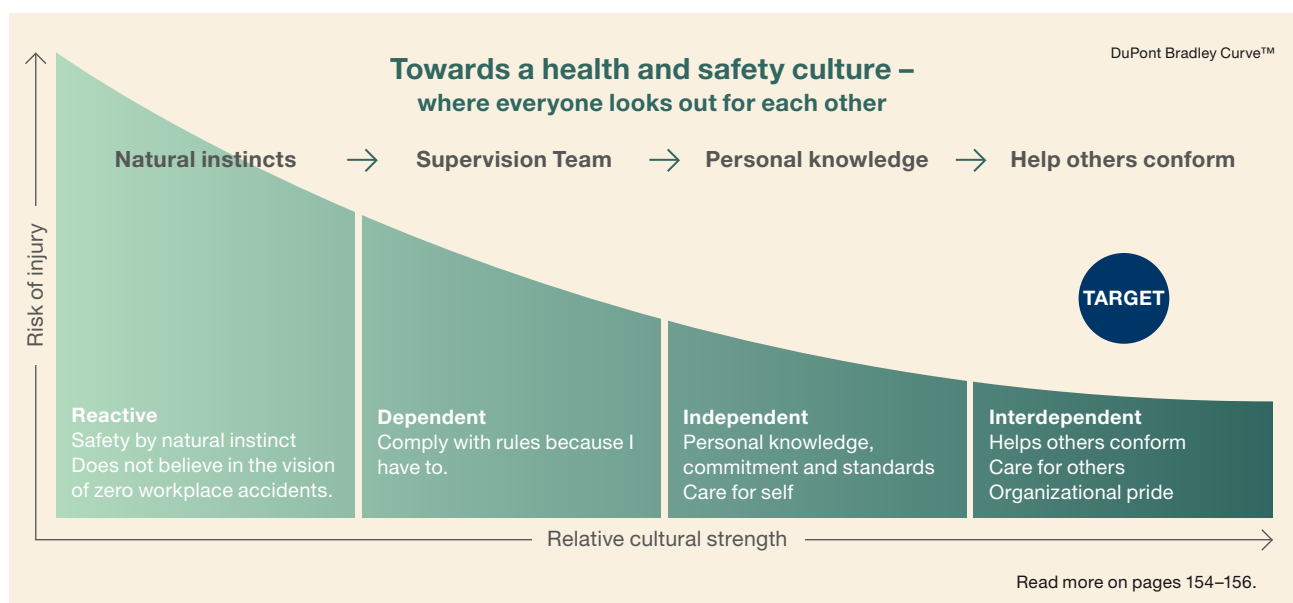 DuPont Bradley Curve™
Towards a health and safety culture –
where everyone looks out for each other
Natural instincts
Supervision Team
Personal knowledge
Help others conform
Risk of injury
TARGET
Reactive
Safety by natural instinct
Does not believe in the vision
of zero workplace accidents.
Dependent
Comply with rules because I
have to.
Independent
Personal knowledge,
commitment and standards
Care for self
Interdependent
Helps others conform
Care for others
Organizational pride
Relative cultural strength
Read more on pages 154–156.